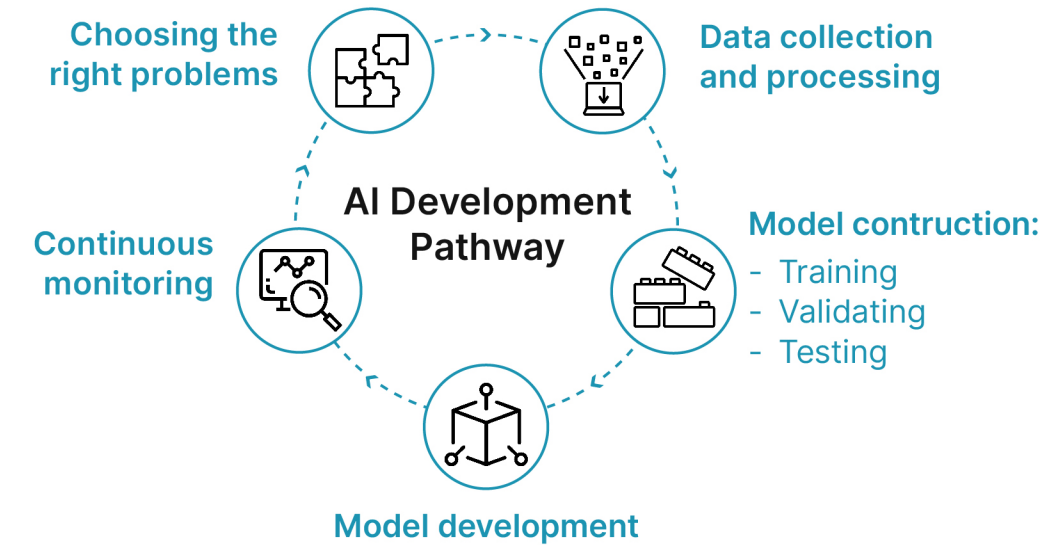 Choosing the
right problems
Data collection
and processing
AI Development
Pathway
Model contruction:
- Training
- Validating
- Testing
Continuous
monitoring
Model development